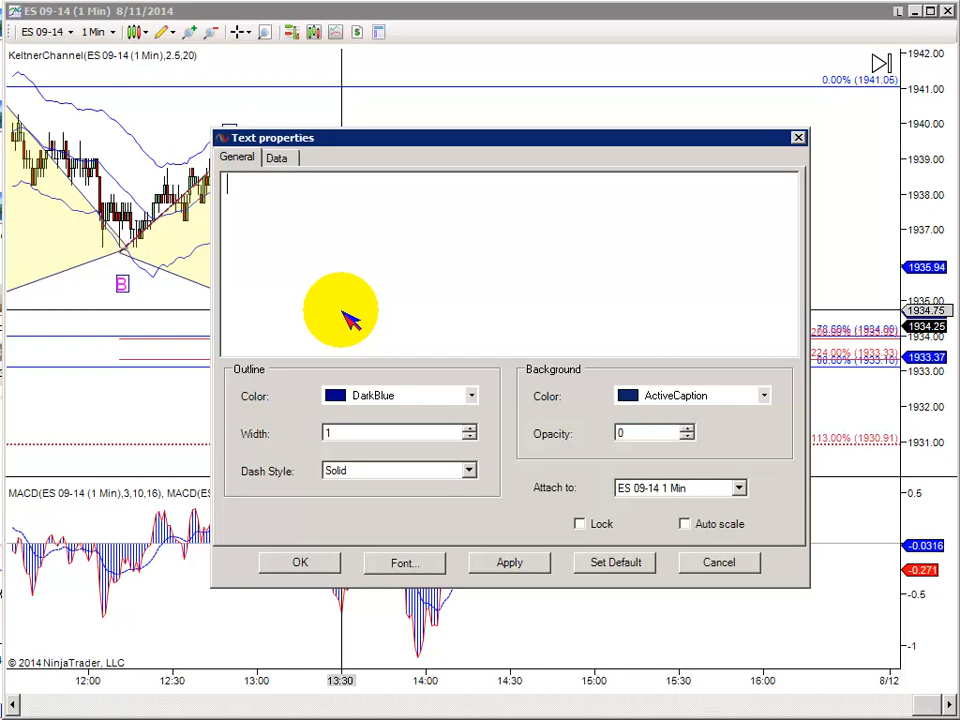 ES 09-14 (1 Min)  8/11/2014
ES 09-14 1 Min
KeltnerChannel(ES 09-14 (1 Min),2.5,20)
1942.00
0.00% (1941.05)
1941.00
1940.00
1939.00
1938.00
1937.00
1935.94
1935.00
1934.75
1934.25
1933.37
1933.00
1932.00
1931.00
224.00% (1933.33)
113.00% (1930.91)
B
Text properties
General
Data
Outline
Color:
DarkBlue
Width:
1
Dash Style:
Solid
Background
Color:
ActiveCaption
Opacity:
0
Attach to:
ES 09-14 1 Min
Lock
Auto scale
OK
Font...
Apply
Set Default
Cancel
MACD(ES 09-14 (1 Min),3,10,16), MACD(ES
0.5
-0.0316
-0.271
-0.5
-1
© 2014 NinjaTrader, LLC
12:00
12:30
13:00
13:30
14:00
14:30
15:00
15:30
16:00
8/12